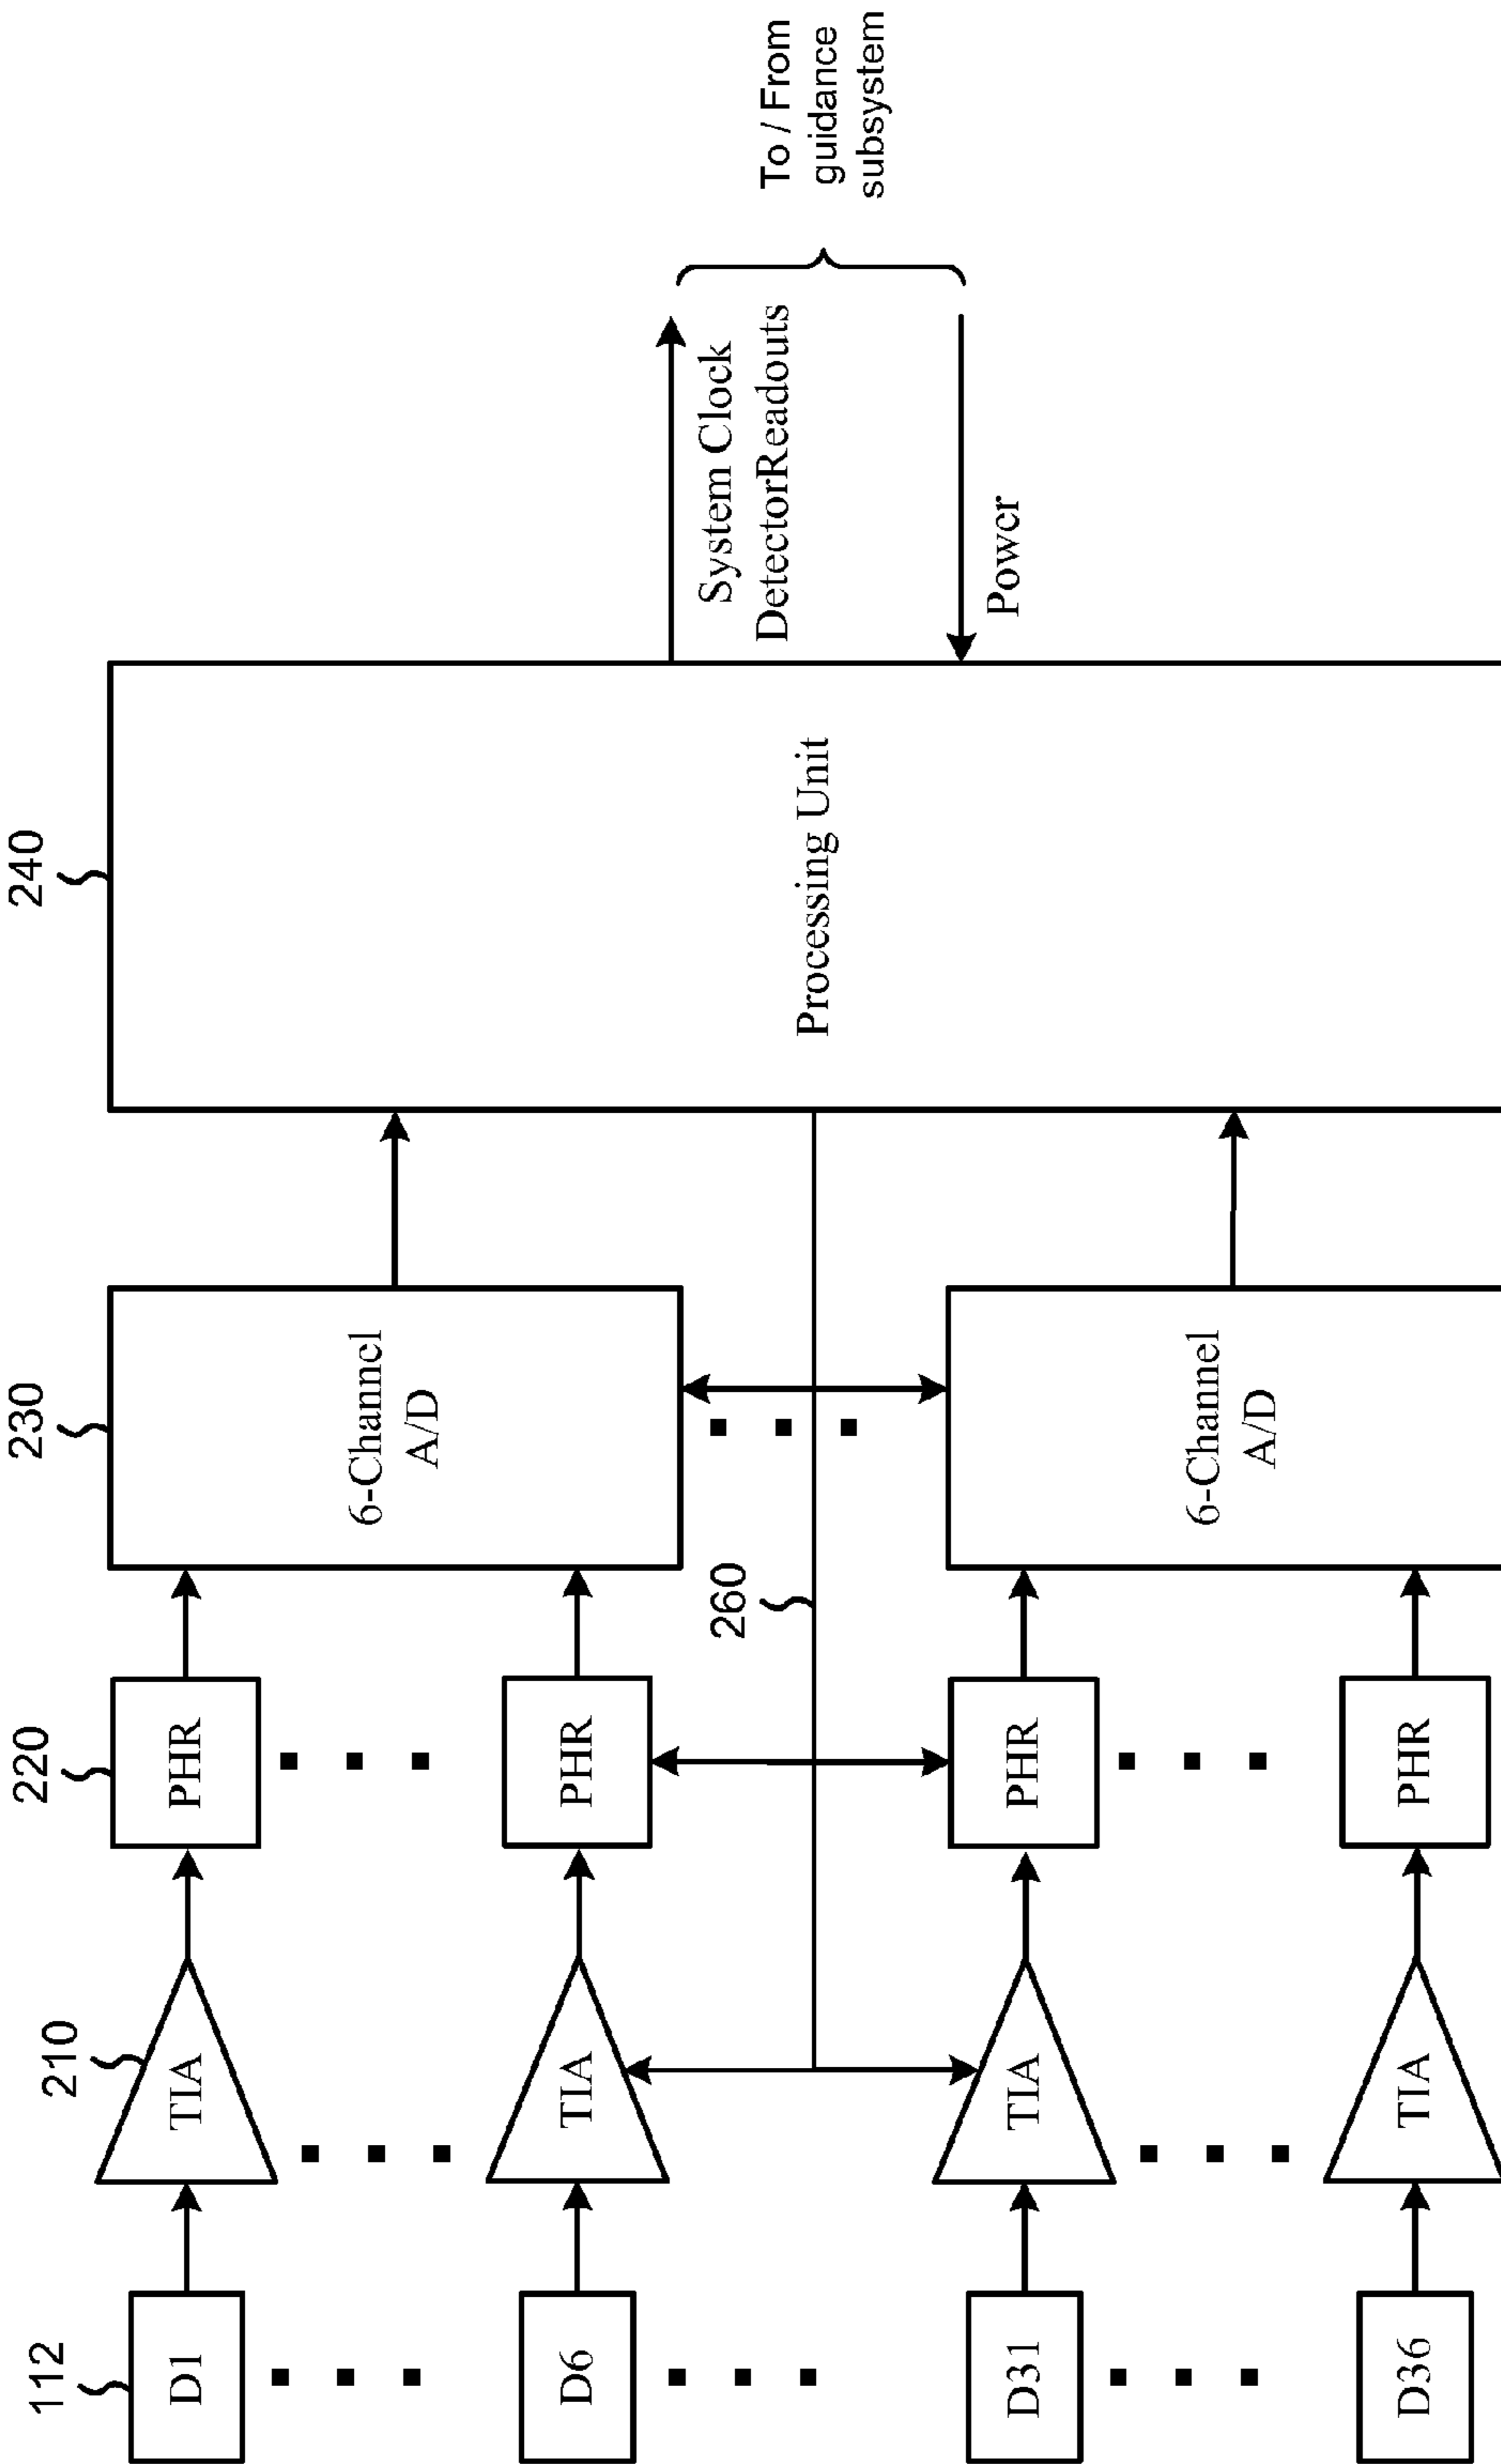 112
210
220
230
240
D1
TIA
PHR
6-Channel
A/D
D6
TIA
PHR
260
Processing Unit
System Clock
DetectorReadouts
Power
To / From
guidance
subsystem
D31
TIA
PHR
6-Channel
A/D
D36
TIA
PHR